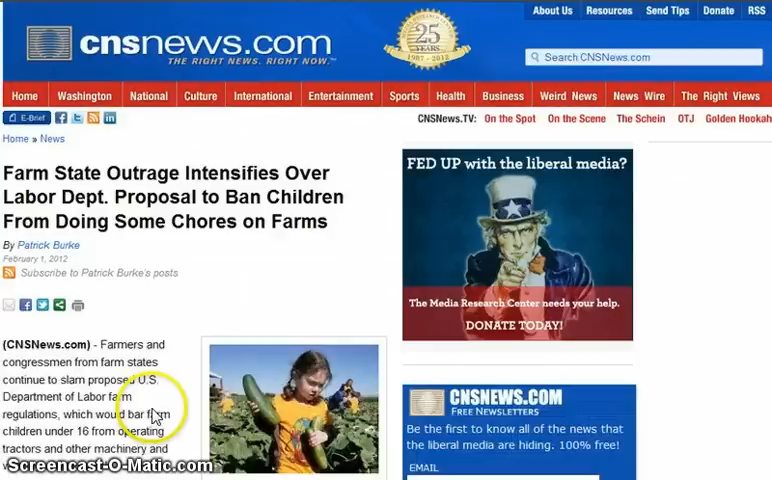 About Us Resources Send Tips Donate RSS
cnsnews.com
THE RIGHT NEWS. RIGHT NOW.
25
YEARS
1987 - 2012
Search CNSNews.com
Home Washington National Culture International Entertainment Sports Health Business Weird News News Wire The Right Views
E-Brief
CNSNews.TV: On the Spot On the Scene The Schein OTJ Golden Hookah
Home » News
Farm State Outrage Intensifies Over
Labor Dept. Proposal to Ban Children
From Doing Some Chores on Farms
By Patrick Burke
February 1, 2012
Subscribe to Patrick Burke's posts
(CNSNews.com) - Farmers and
congressmen from farm states
continue to slam proposed U.S.
Department of Labor farm
regulations, which would bar farm
children under 16 from operating
tractors and other machinery and
FED UP with the liberal media?
The Media Research Center needs your help.
DONATE TODAY!
CNSNEWS.COM
FREE NEWSLETTERS
Be the first to know all of the news that
the liberal media are hiding. 100% free!
EMAIL
Screencast-O-Matic.com